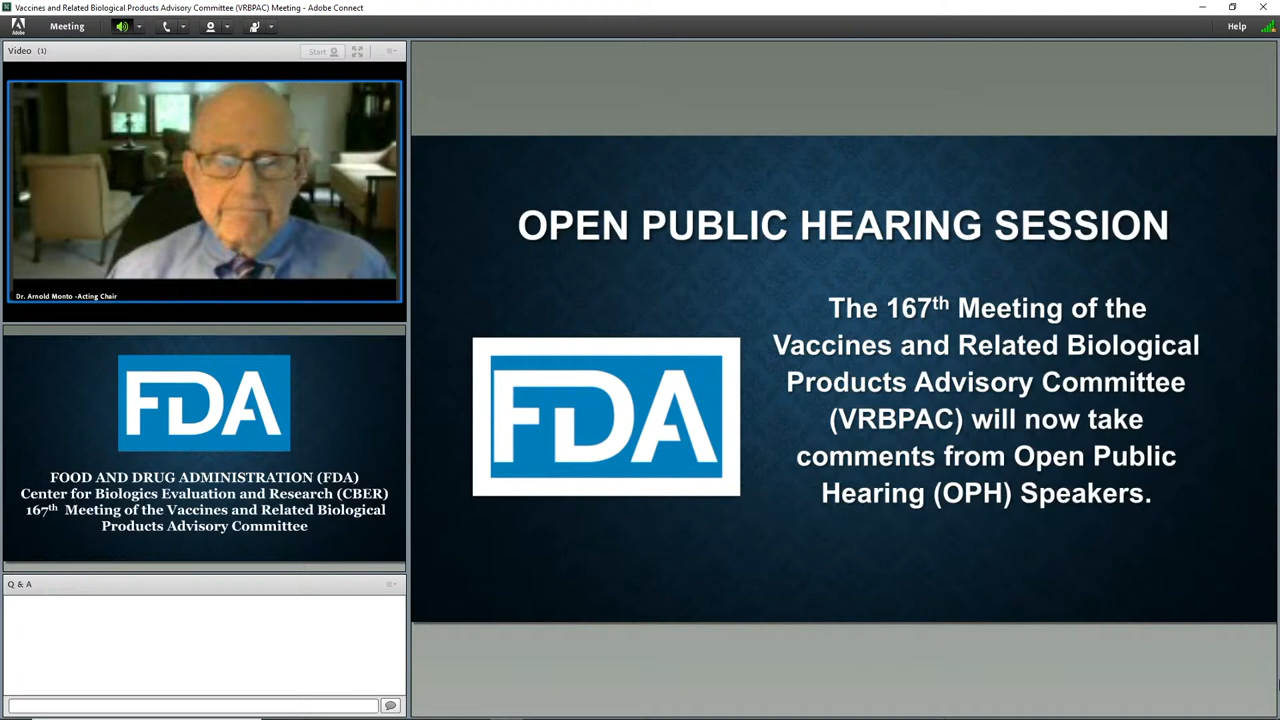 Vaccines and Related Biological Products Advisory Committee (VRBPAC) Meeting - Adobe Connect
Adobe
Meeting
Help
Video (1)
Start
Dr. Arnold Monto -Acting Chair
FDA
FOOD AND DRUG ADMINISTRATION (FDA)
Center for Biologics Evaluation and Research (CBER)
167th Meeting of the Vaccines and Related Biological
Products Advisory Committee
Q & A
OPEN PUBLIC HEARING SESSION
FDA
The 167th Meeting of the
Vaccines and Related Biological
Products Advisory Committee
(VRBPAC) will now take
comments from Open Public
Hearing (OPH) Speakers.